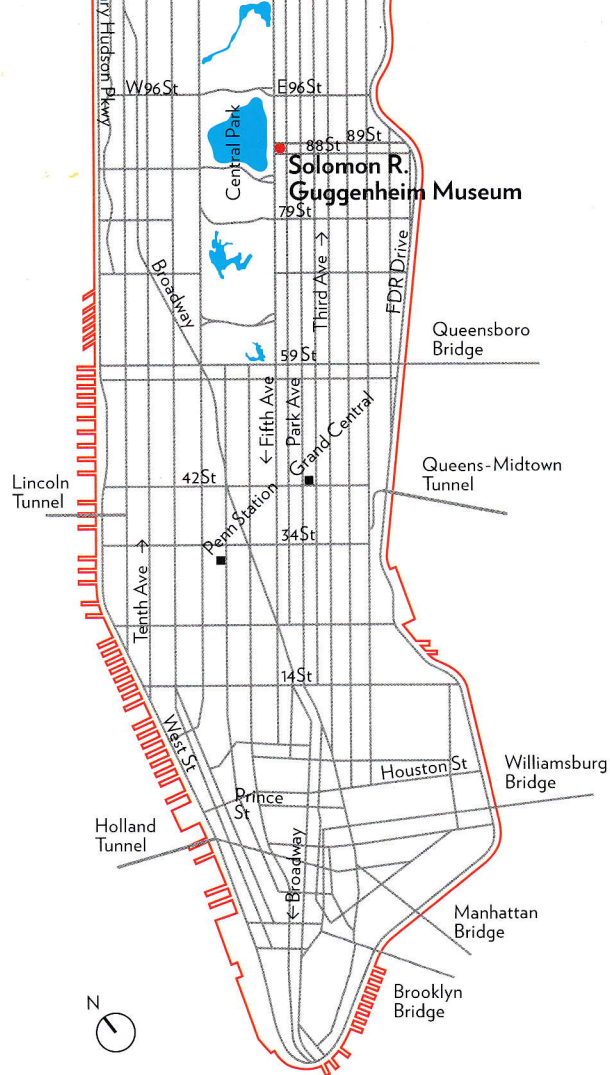 ry Hudson Pkwy
W96St
E96St
Central Park
89St
88St
Solomon R.
Guggenheim Museum
79St
Broadway
Third Ave →
FDR Drive
Queensboro
Bridge
59St
← Fifth Ave
Park Ave
Grand Central
42St
Lincoln
Tunnel
Queens-Midtown
Tunnel
Penn Station
34St
Tenth Ave →
14St
West St
Houston St
Williamsburg
Bridge
Prince
St
Holland
Tunnel
← Broadway
Manhattan
Bridge
Brooklyn
Bridge
N